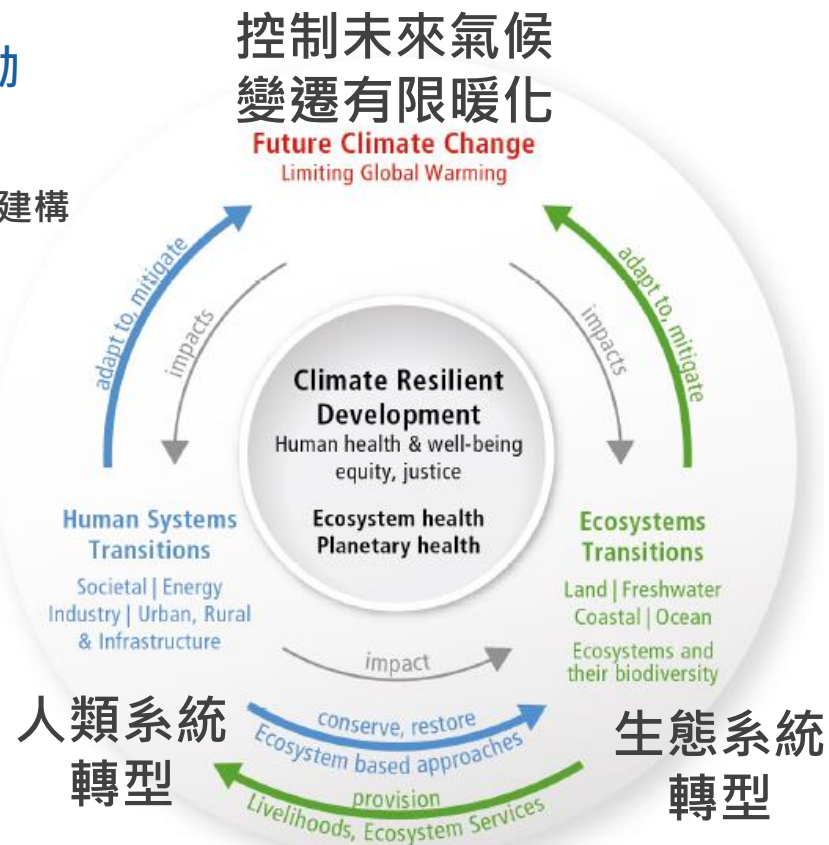 動
建構
控制未來氣候
變遷有限暖化
Future Climate Change
Limiting Global Warming
adapt to, mitigate
impacts
impacts
adapt to, mitigate
Climate Resilient
Development
Human health & well-being
equity, justice
Ecosystem health
Planetary health
Human Systems
Transitions
Societal | Energy
Industry | Urban, Rural
& Infrastructure
Ecosystems
Transitions
Land | Freshwater
Coastal | Ocean
Ecosystems and
their biodiversity
impact
conserve, restore
Ecosystem based approaches
provision
Livelihoods, Ecosystem Services
人類系統
轉型
生態系統
轉型